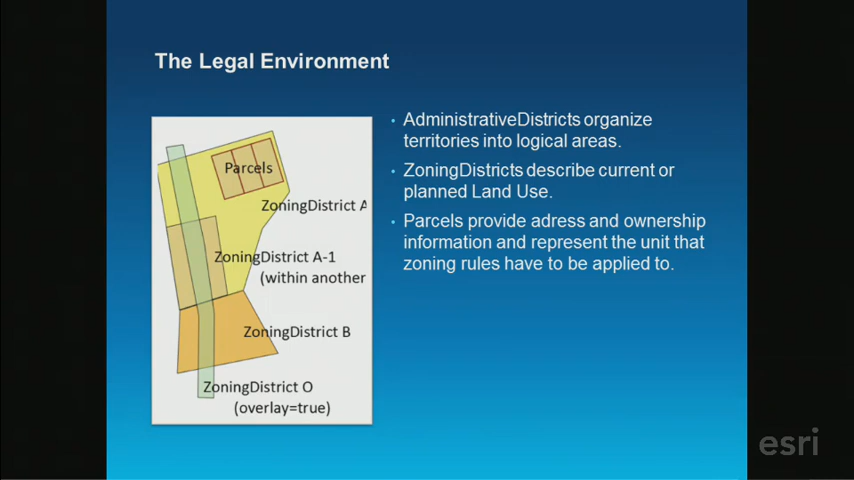 The Legal Environment
Parcels
ZoningDistrict A
ZoningDistrict A-1
(within another
ZoningDistrict B
ZoningDistrict O
(overlay=true)
AdministrativeDistricts organize
territories into logical areas.
ZoningDistricts describe current or
planned Land Use.
Parcels provide adress and ownership
information and represent the unit that
zoning rules have to be applied to.
esri